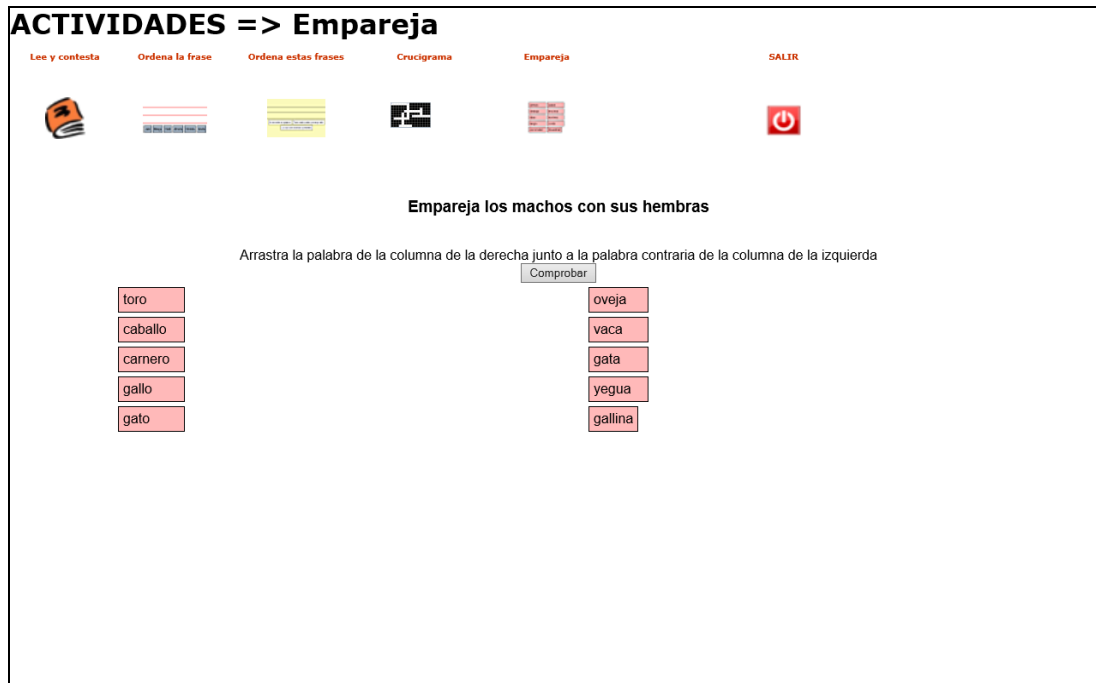 ACTIVIDADES => Empareja
Lee y contesta Ordena la frase Ordena estas frases Crucigrama Empareja SALIR
Empareja los machos con sus hembras
Arrastra la palabra de la columna de la derecha junto a la palabra contraria de la columna de la izquierda
Comprobar
toro oveja
caballo vaca
carnero gata
gallo yegua
gato gallina